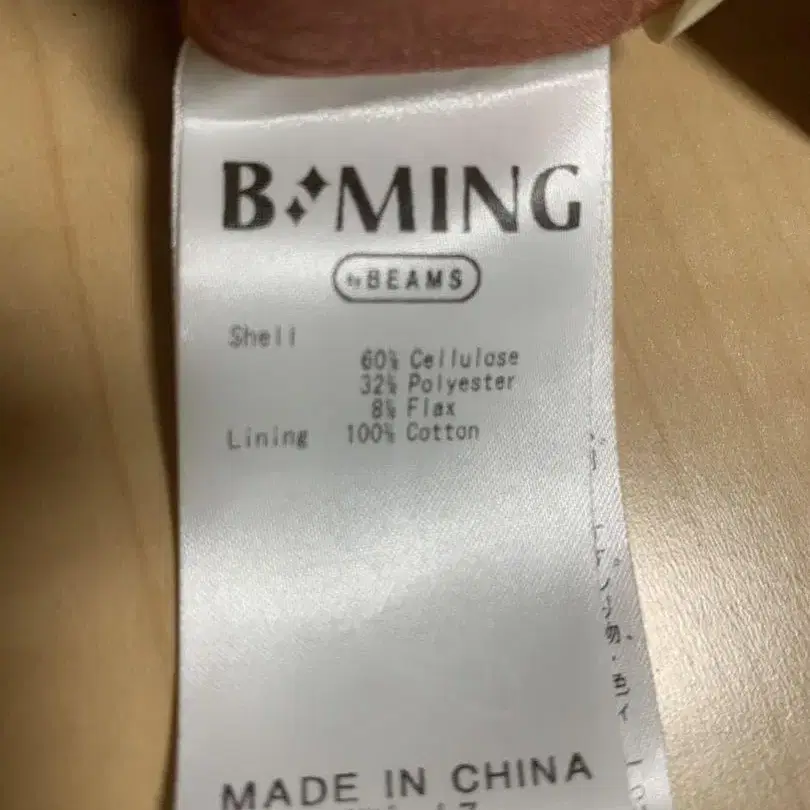 B MING
by BEAMS
Shell
60% Cellulose
32% Polyester
8% Flax
Lining 100% Cotton
MADE IN CHINA